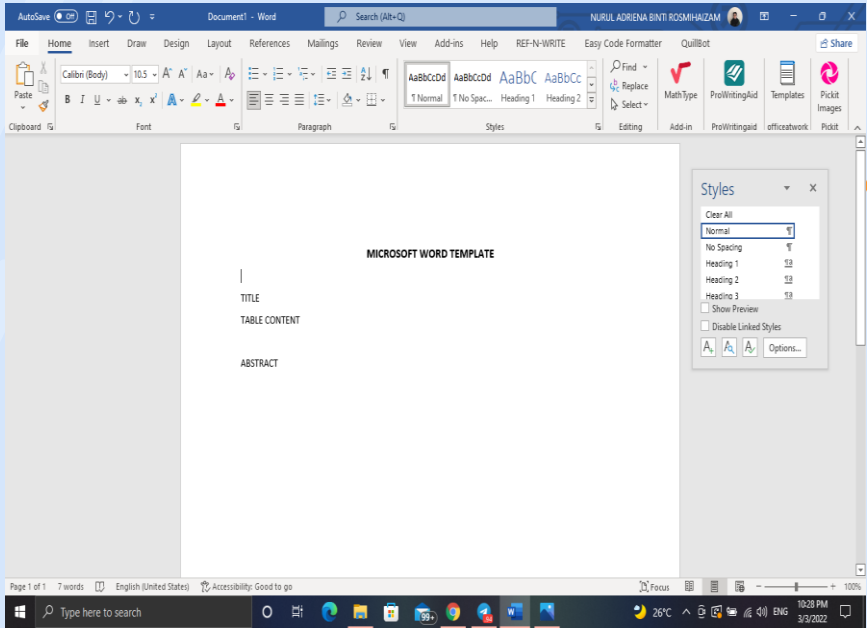 AutoSave Off Document1 - Word Search (Alt+Q) NURUL ADRIENA BINTI ROSMIHAIZAM
File Home Insert Draw Design Layout References Mailings Review View Add-ins Help REF-N-WRITE Easy Code Formatter QuillBot Share
Paste
Calibri (Body) 10.5 A A Aa A
B I U ab x x A A
AaBbCcDd AaBbCcDd AaBbC AaBbCc
¶ Normal ¶ No Spac... Heading 1 Heading 2
Find
Replace
Select
MathType
ProWritingAid
Templates
Pickit
Images
Clipboard Font Paragraph Styles Editing Add-in ProWritingaid officeatwork Pickit
Styles
Clear All
Normal ¶
No Spacing ¶
Heading 1 ¶a
Heading 2 ¶a
Heading 3 ¶a
Show Preview
Disable Linked Styles
Options...
MICROSOFT WORD TEMPLATE
TITLE
TABLE CONTENT
ABSTRACT
Page 1 of 1 7 words English (United States) Accessibility: Good to go Focus 100%
Type here to search 99+ 26°C ENG 10:28 PM
3/3/2022